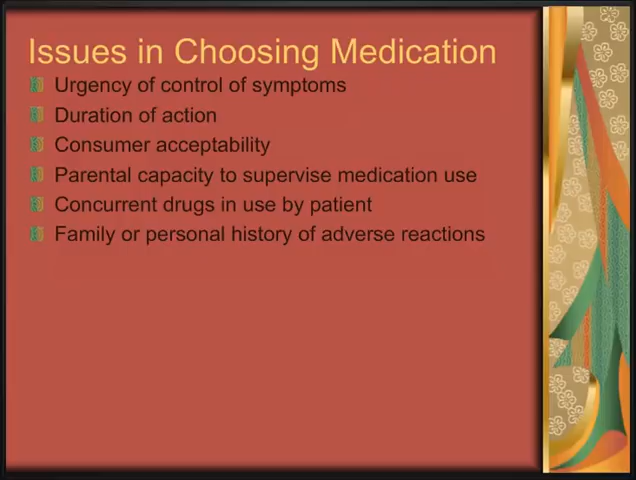 Issues in Choosing Medication
Urgency of control of symptoms
Duration of action
Consumer acceptability
Parental capacity to supervise medication use
Concurrent drugs in use by patient
Family or personal history of adverse reactions